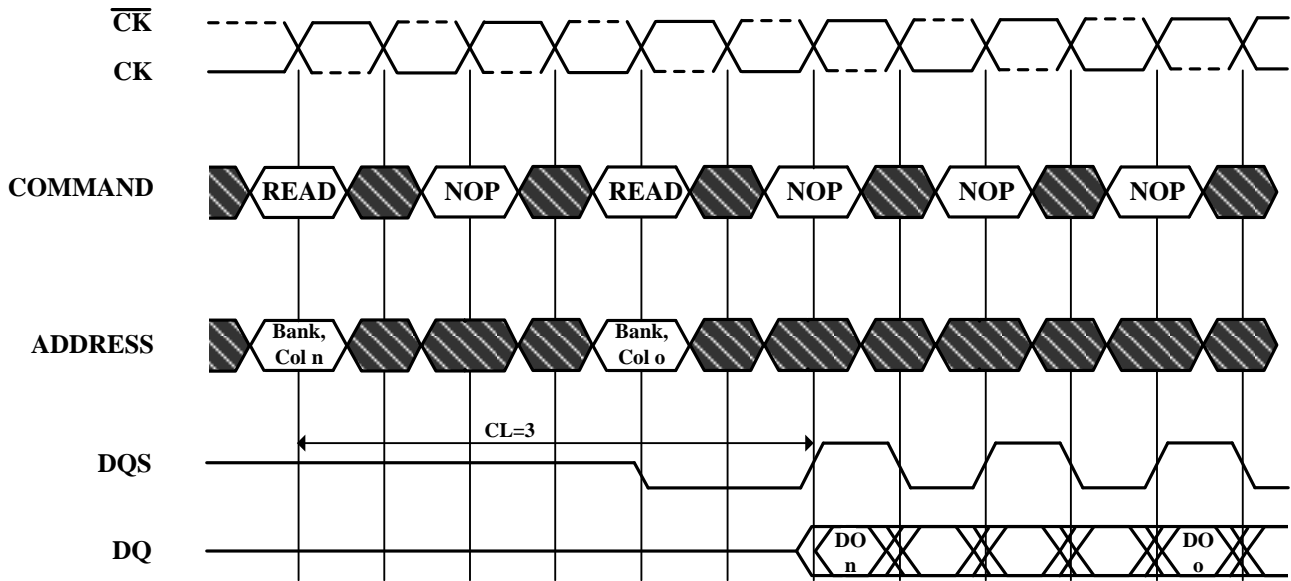 CK
CK
COMMAND READ NOP READ NOP NOP NOP
ADDRESS Bank, Col n Bank, Col o
CL=3
DQS
DQ DO n DO o